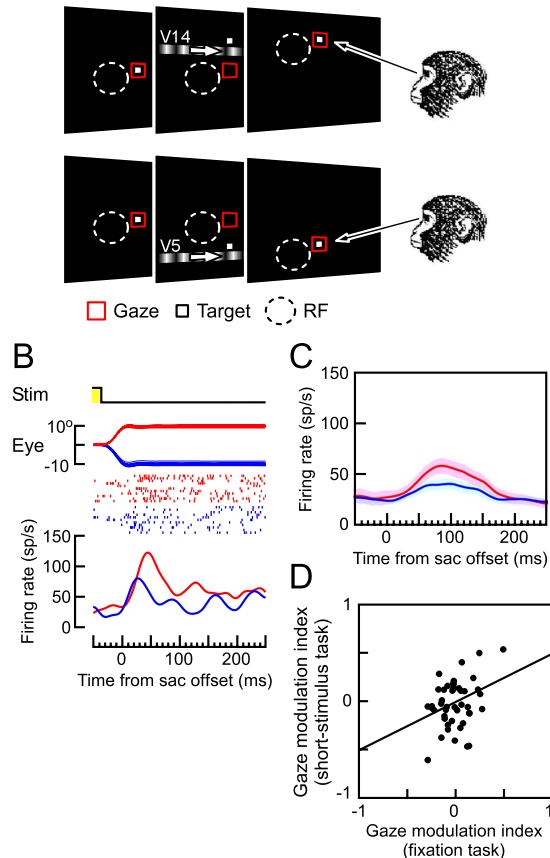 V14
V5
Gaze Target RF
B
Stim
Eye
10°
-10
Firing rate (sp/s)
150
100
50
0
0 100 200
Time from sac offset (ms)
C
Firing rate (sp/s)
150
100
50
0
0 100 200
Time from sac offset (ms)
D
Gaze modulation index
(short-stimulus task)
1
0
-1
-1 0 1
Gaze modulation index
(fixation task)